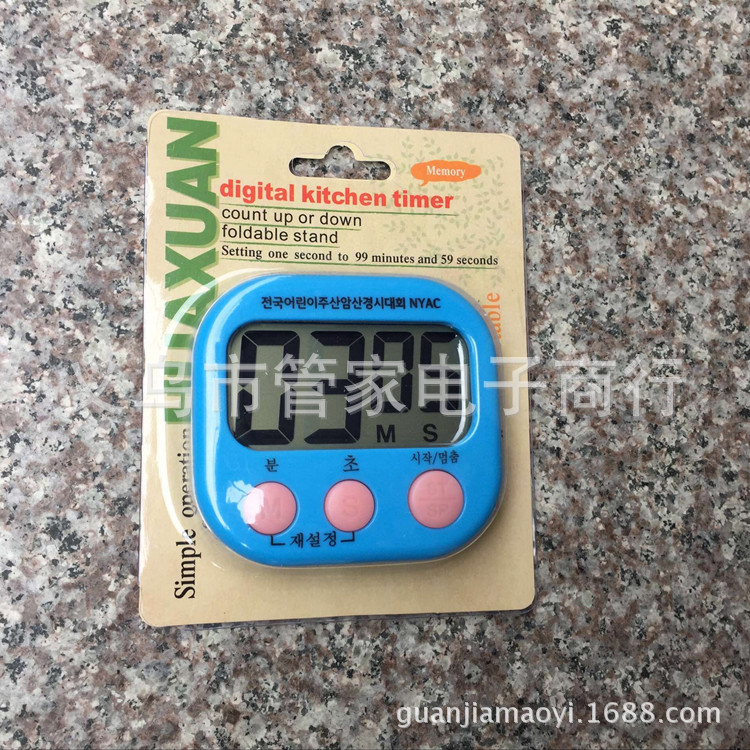 Memory
digital kitchen timer
count up or down
foldable stand
Setting one second to 99 minutes and 59 seconds
Simple operation
전국어린이주산암산경시대회 NYAC
M S
义乌市管家电子商行
분 초 시작/멈춤
M S
재설정
guanjiamaoyi.1688.com